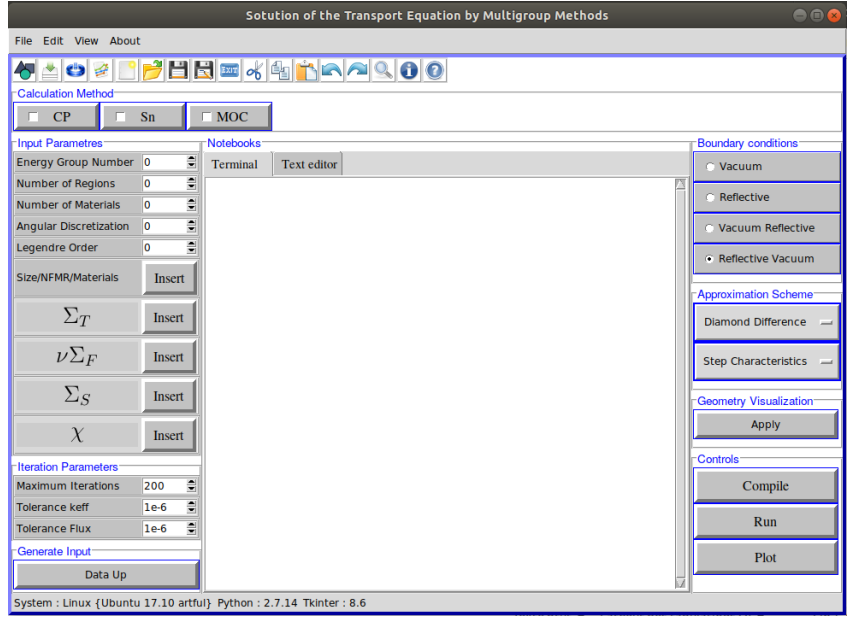 Sotution of the Transport Equation by Multigroup Methods
File Edit View About
EXIT
Calculation Method
CP Sn MOC
Input Parametres
Energy Group Number 0
Number of Regions 0
Number of Materials 0
Angular Discretization 0
Legendre Order 0
Size/NFMR/Materials Insert
Σ_T Insert
νΣ_F Insert
Σ_S Insert
χ Insert
Iteration Parameters
Maximum Iterations 200
Tolerance keff 1e-6
Tolerance Flux 1e-6
Generate Input
Data Up
Notebooks
Terminal Text editor
Boundary conditions
Vacuum
Reflective
Vacuum Reflective
Reflective Vacuum
Approximation Scheme
Diamond Difference
Step Characteristics
Geometry Visualization
Apply
Controls
Compile
Run
Plot
System : Linux {Ubuntu 17.10 artful} Python : 2.7.14 Tkinter : 8.6